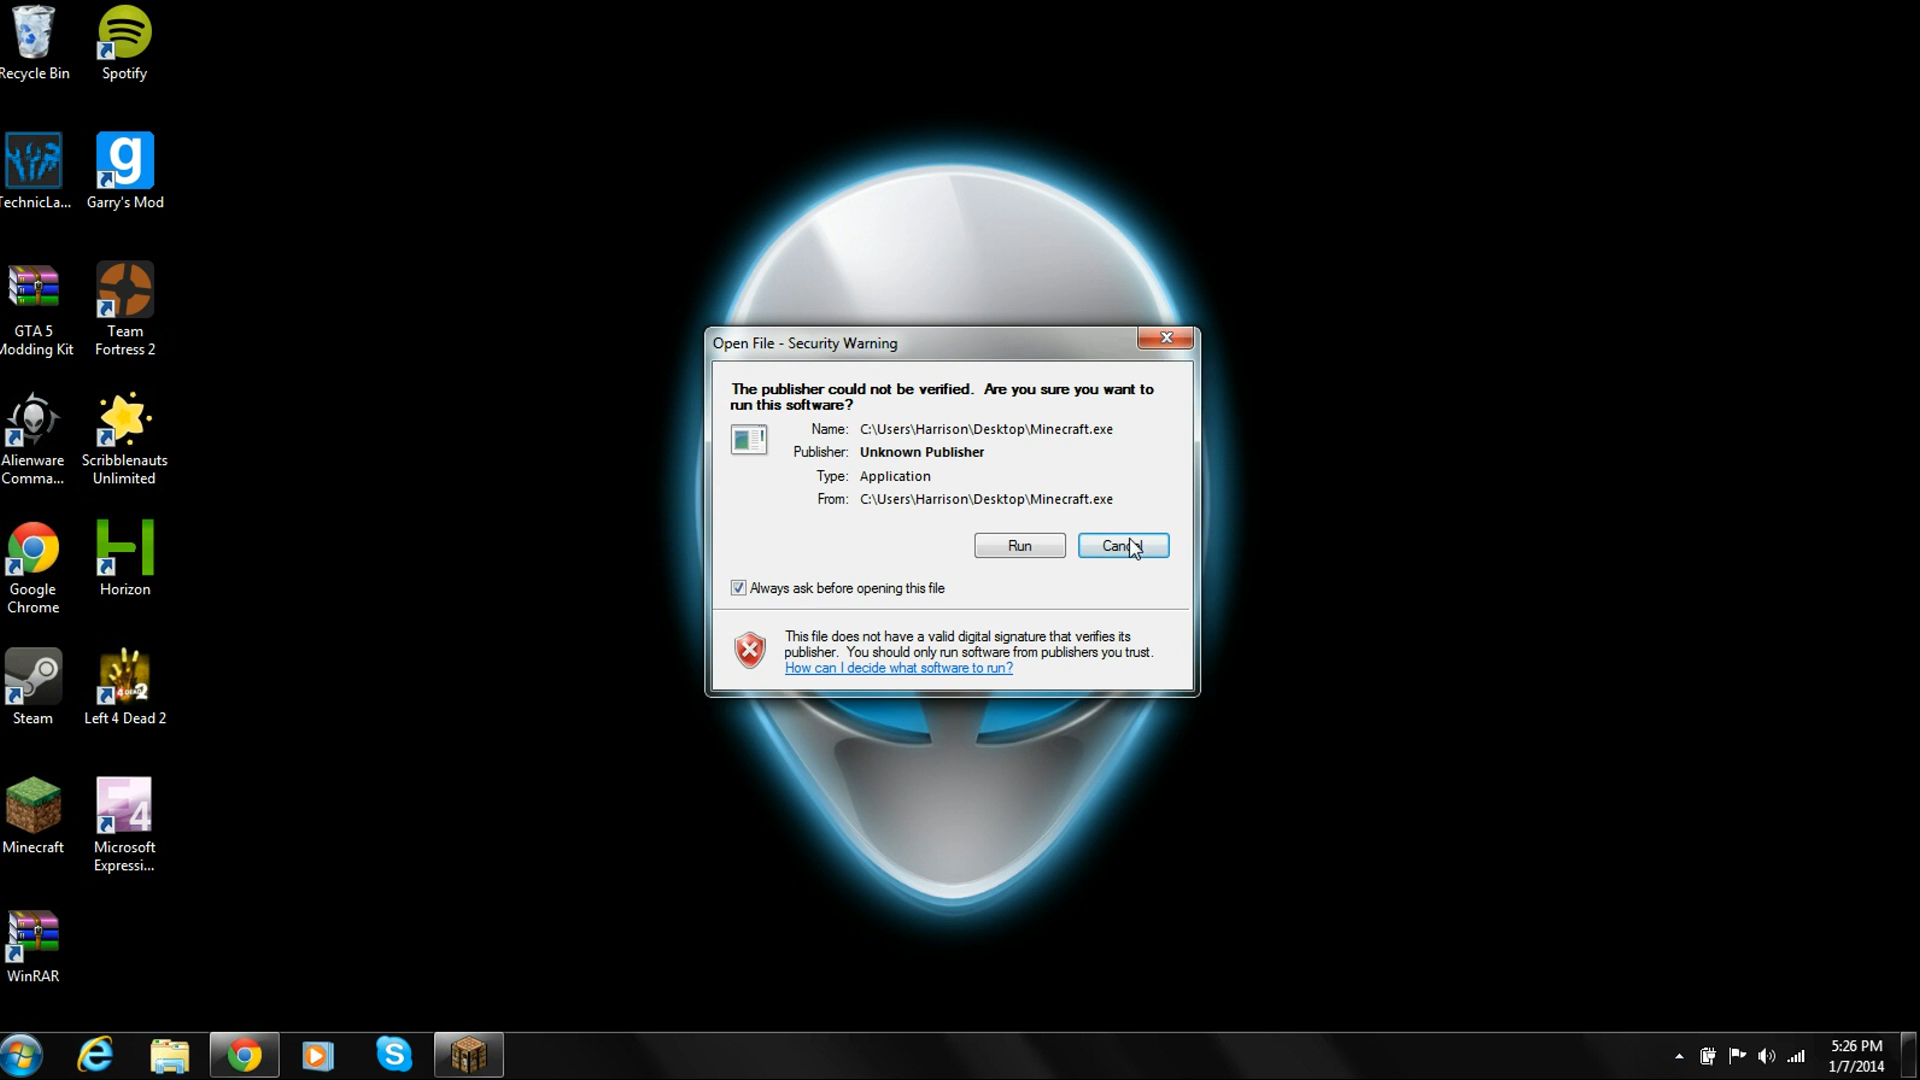 Recycle Bin
Spotify
TechnicLa...
Garry's Mod
GTA 5
Modding Kit
Team
Fortress 2
Alienware
Comma...
Scribblenauts
Unlimited
Google
Chrome
Horizon
Steam
Left 4 Dead 2
Minecraft
Microsoft
Expressi...
WinRAR
Open File - Security Warning
The publisher could not be verified.  Are you sure you want to
run this software?
Name: C:\Users\Harrison\Desktop\Minecraft.exe
Publisher: Unknown Publisher
Type: Application
From: C:\Users\Harrison\Desktop\Minecraft.exe
Run
Cancel
Always ask before opening this file
This file does not have a valid digital signature that verifies its
publisher.  You should only run software from publishers you trust.
How can I decide what software to run?
5:26 PM
1/7/2014